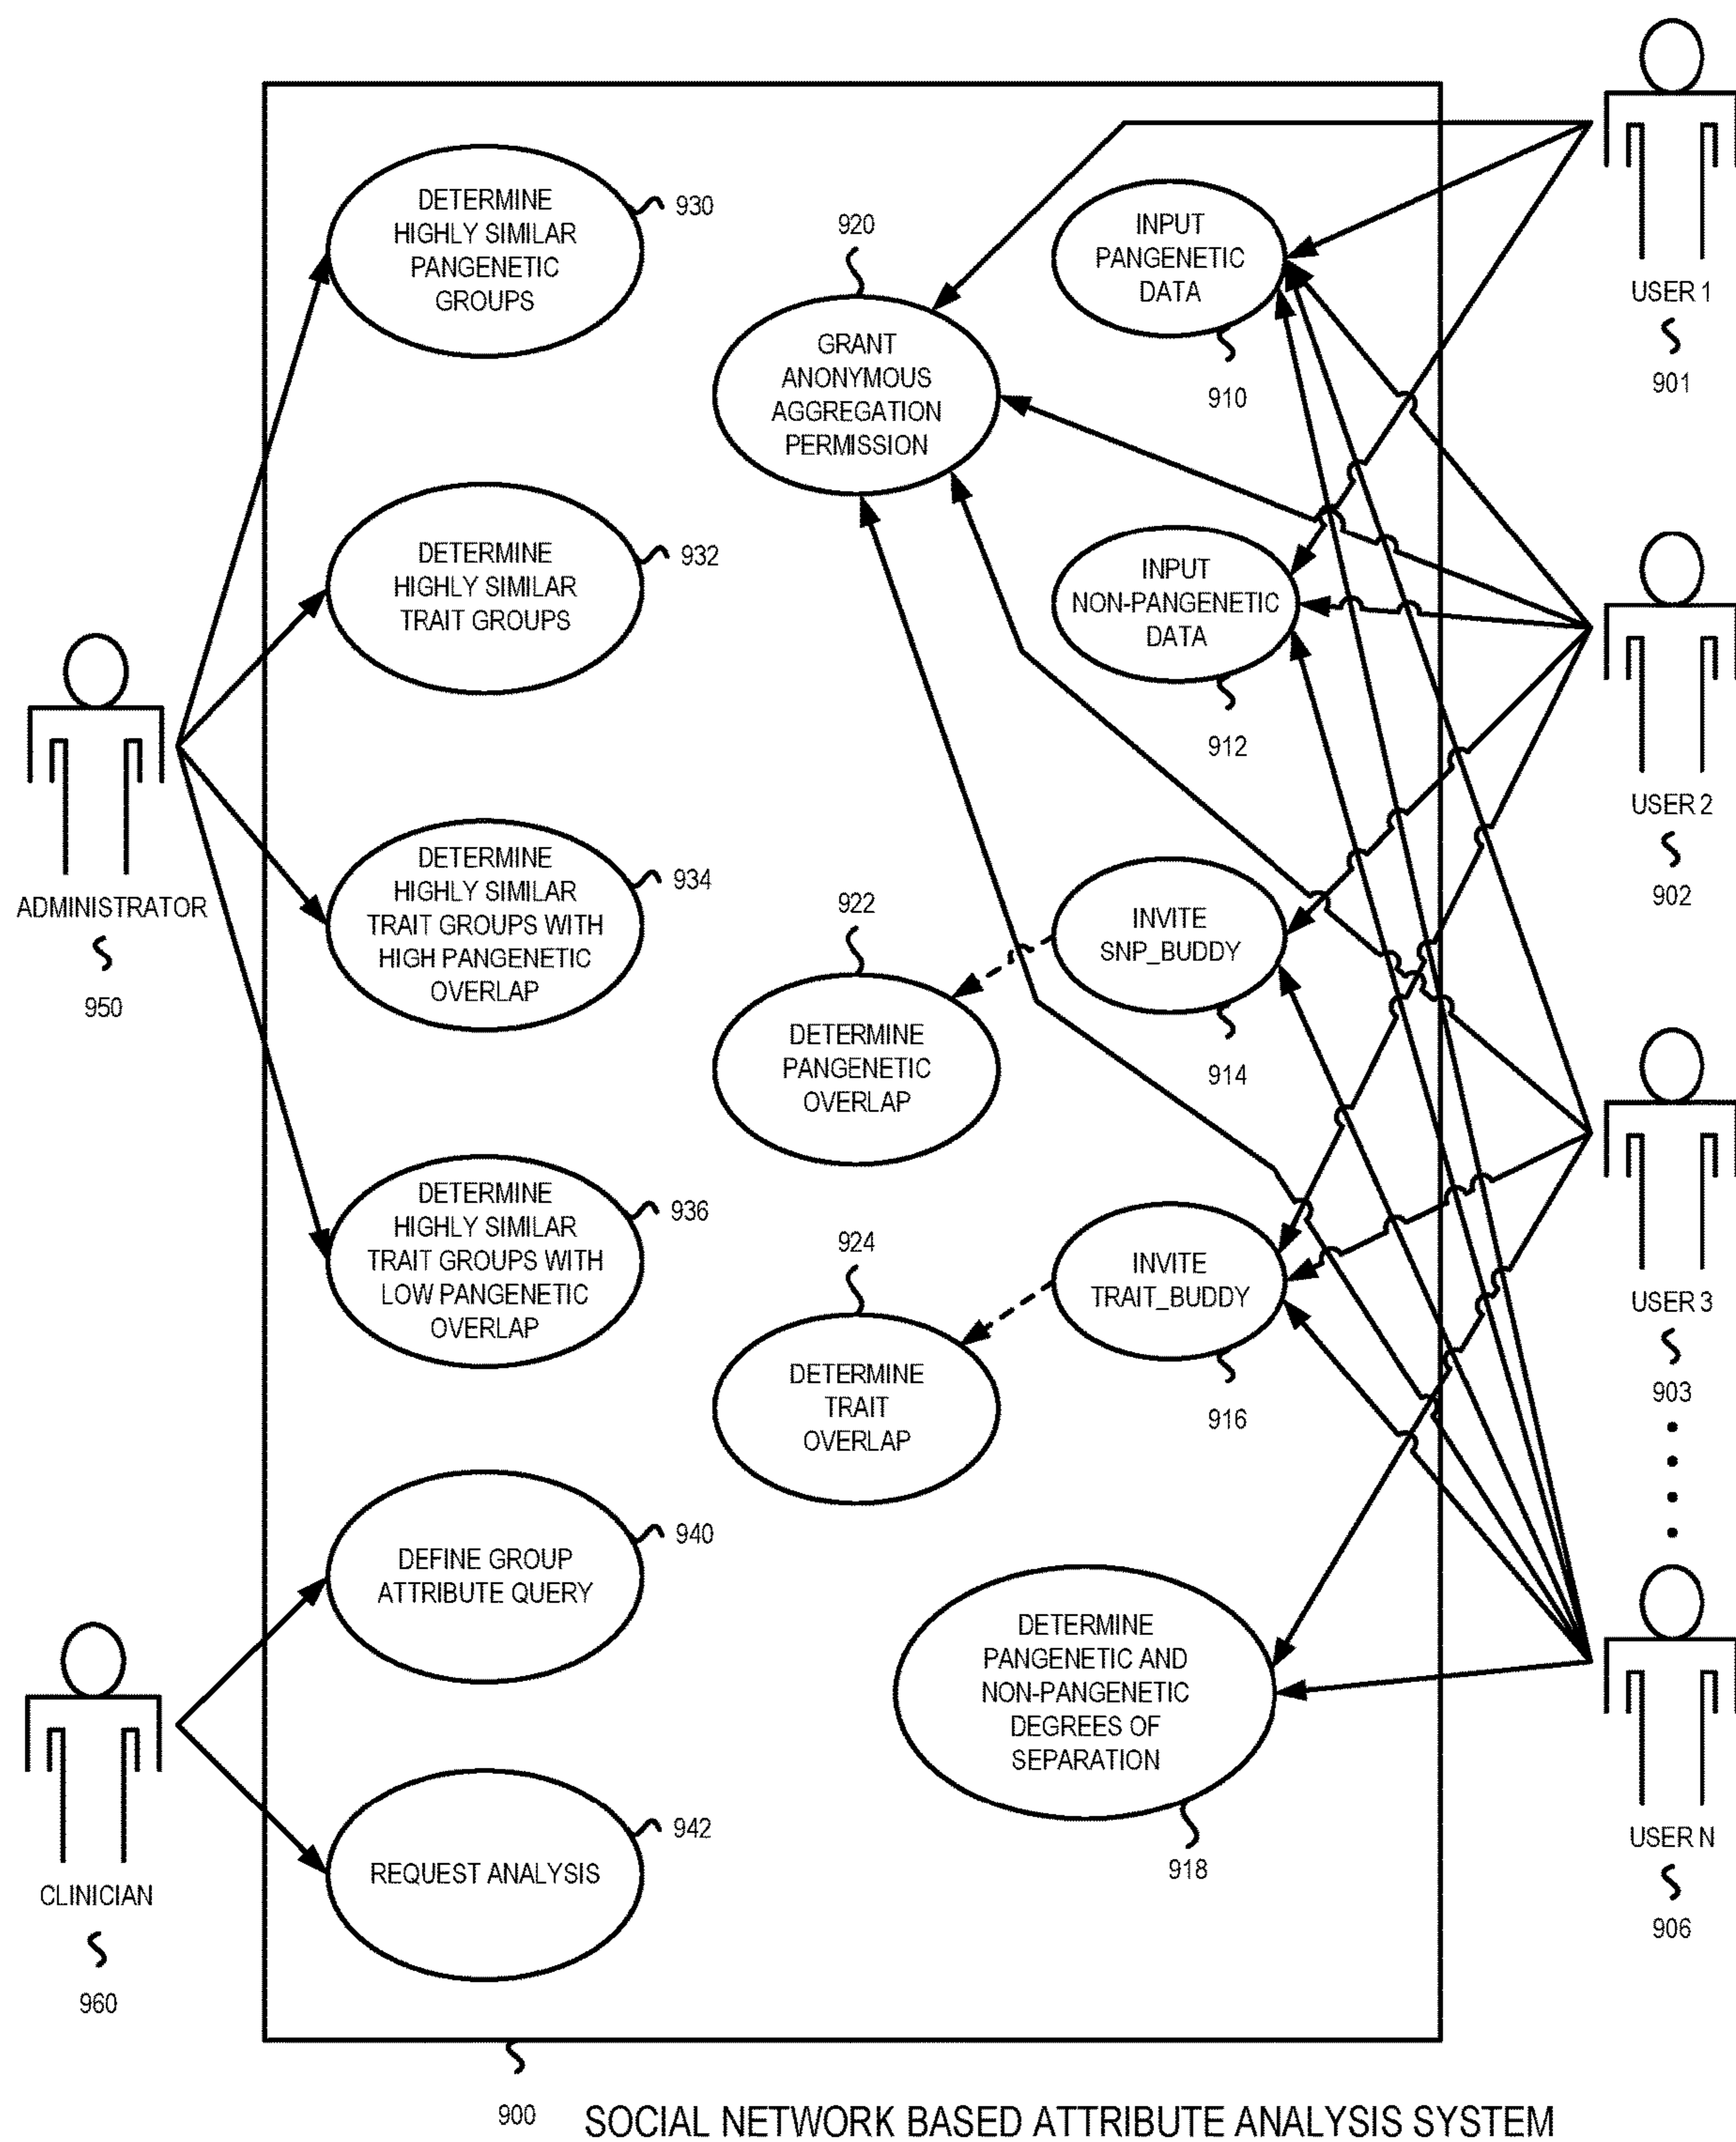 DETERMINE
HIGHLY SIMILAR
PANGENETIC
GROUPS
930
DETERMINE
HIGHLY SIMILAR
TRAIT GROUPS
932
DETERMINE
HIGHLY SIMILAR
TRAIT GROUPS WITH
HIGH PANGENETIC
OVERLAP
934
DETERMINE
HIGHLY SIMILAR
TRAIT GROUPS WITH
LOW PANGENETIC
OVERLAP
936
DEFINE GROUP
ATTRIBUTE QUERY
940
REQUEST ANALYSIS
942
ADMINISTRATOR
950
CLINICIAN
960
920
GRANT
ANONYMOUS
AGGREGATION
PERMISSION
922
DETERMINE
PANGENETIC
OVERLAP
924
DETERMINE
TRAIT
OVERLAP
INPUT
PANGENETIC
DATA
910
INPUT
NON-PANGENETIC
DATA
912
INVITE
SNP_BUDDY
914
INVITE
TRAIT_BUDDY
916
DETERMINE
PANGENETIC AND
NON-PANGENETIC
DEGREES OF
SEPARATION
918
USER 1
901
USER 2
902
USER 3
903
USER N
906
900
SOCIAL NETWORK BASED ATTRIBUTE ANALYSIS SYSTEM